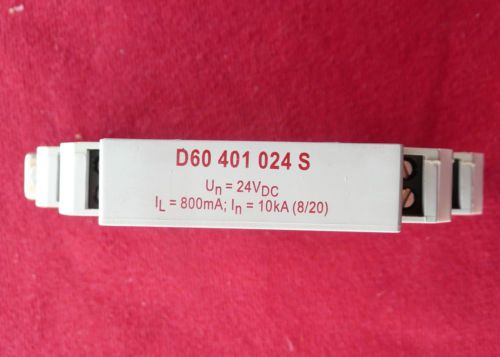 D60 401 024 S
Un = 24VDC
IL = 800mA; In = 10kA (8/20)